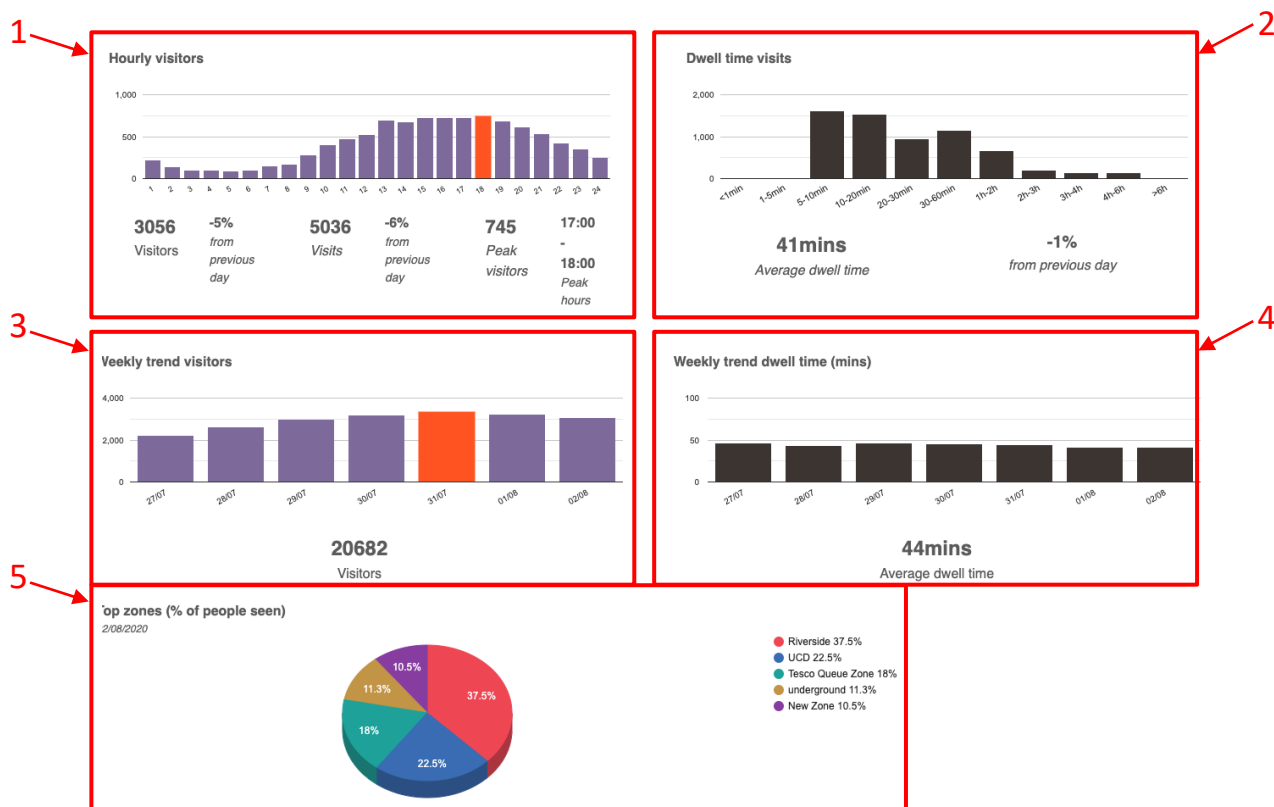 1
2
Hourly visitors
1,000
500
0
1 2 3 4 5 6 7 8 9 10 11 12 13 14 15 16 17 18 19 20 21 22 23 24
3056
Visitors
-5%
from
previous
day
5036
Visits
-6%
from
previous
day
745
Peak
visitors
17:00
-
18:00
Peak
hours
Dwell time visits
2,000
1,000
0
<1min 1-5min 5-10min 10-20min 20-30min 30-60min 1h-2h 2h-3h 3h-4h 4h-6h >6h
41mins
Average dwell time
-1%
from previous day
3
4
Weekly trend visitors
4,000
2,000
0
27/07 28/07 29/07 30/07 31/07 01/08 02/08
20682
Visitors
Weekly trend dwell time (mins)
100
50
0
27/07 28/07 29/07 30/07 31/07 01/08 02/08
44mins
Average dwell time
5
Top zones (% of people seen)
2/08/2020
10.5%
11.3%
37.5%
18%
22.5%
Riverside 37.5%
UCD 22.5%
Tesco Queue Zone 18%
underground 11.3%
New Zone 10.5%